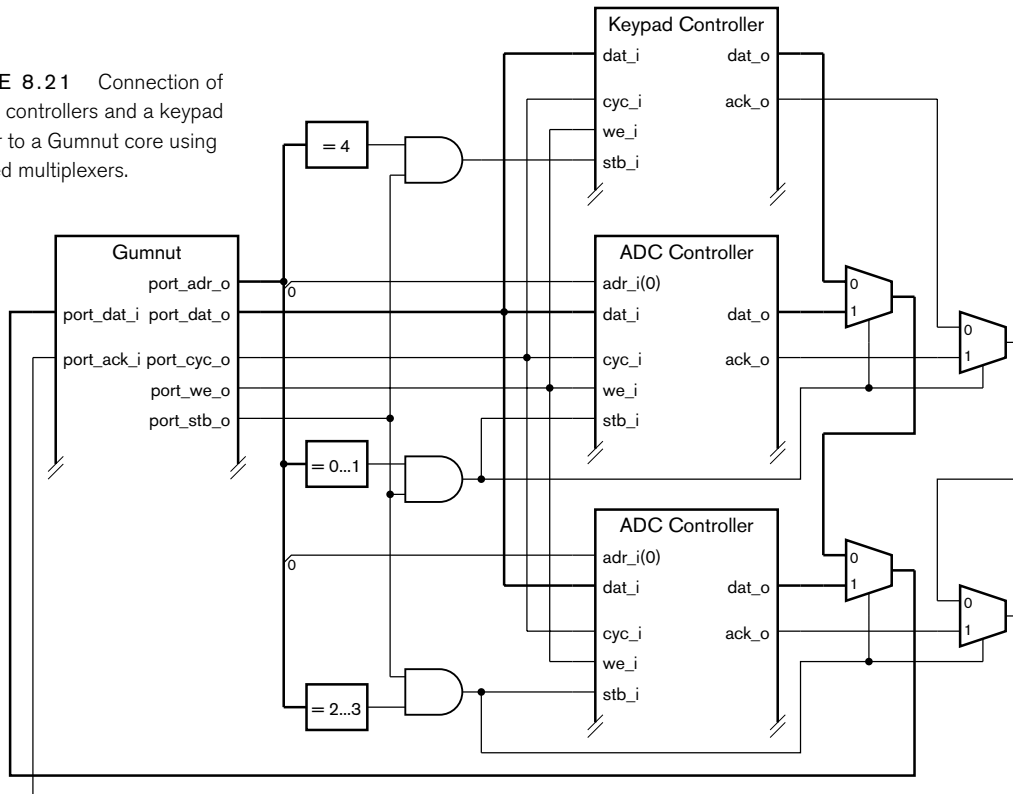 E 8.21 Connection of
controllers and a keypad
to a Gumnut core using
ed multiplexers.
Keypad Controller
dat_i dat_o
cyc_i ack_o
we_i
stb_i
= 4
Gumnut
port_adr_o
port_dat_i port_dat_o
port_ack_i port_cyc_o
port_we_o
port_stb_o
0
ADC Controller
adr_i(0)
dat_i dat_o
cyc_i ack_o
we_i
stb_i
0
1
0
1
= 0...1
0
ADC Controller
adr_i(0)
dat_i dat_o
cyc_i ack_o
we_i
stb_i
0
1
0
1
= 2...3